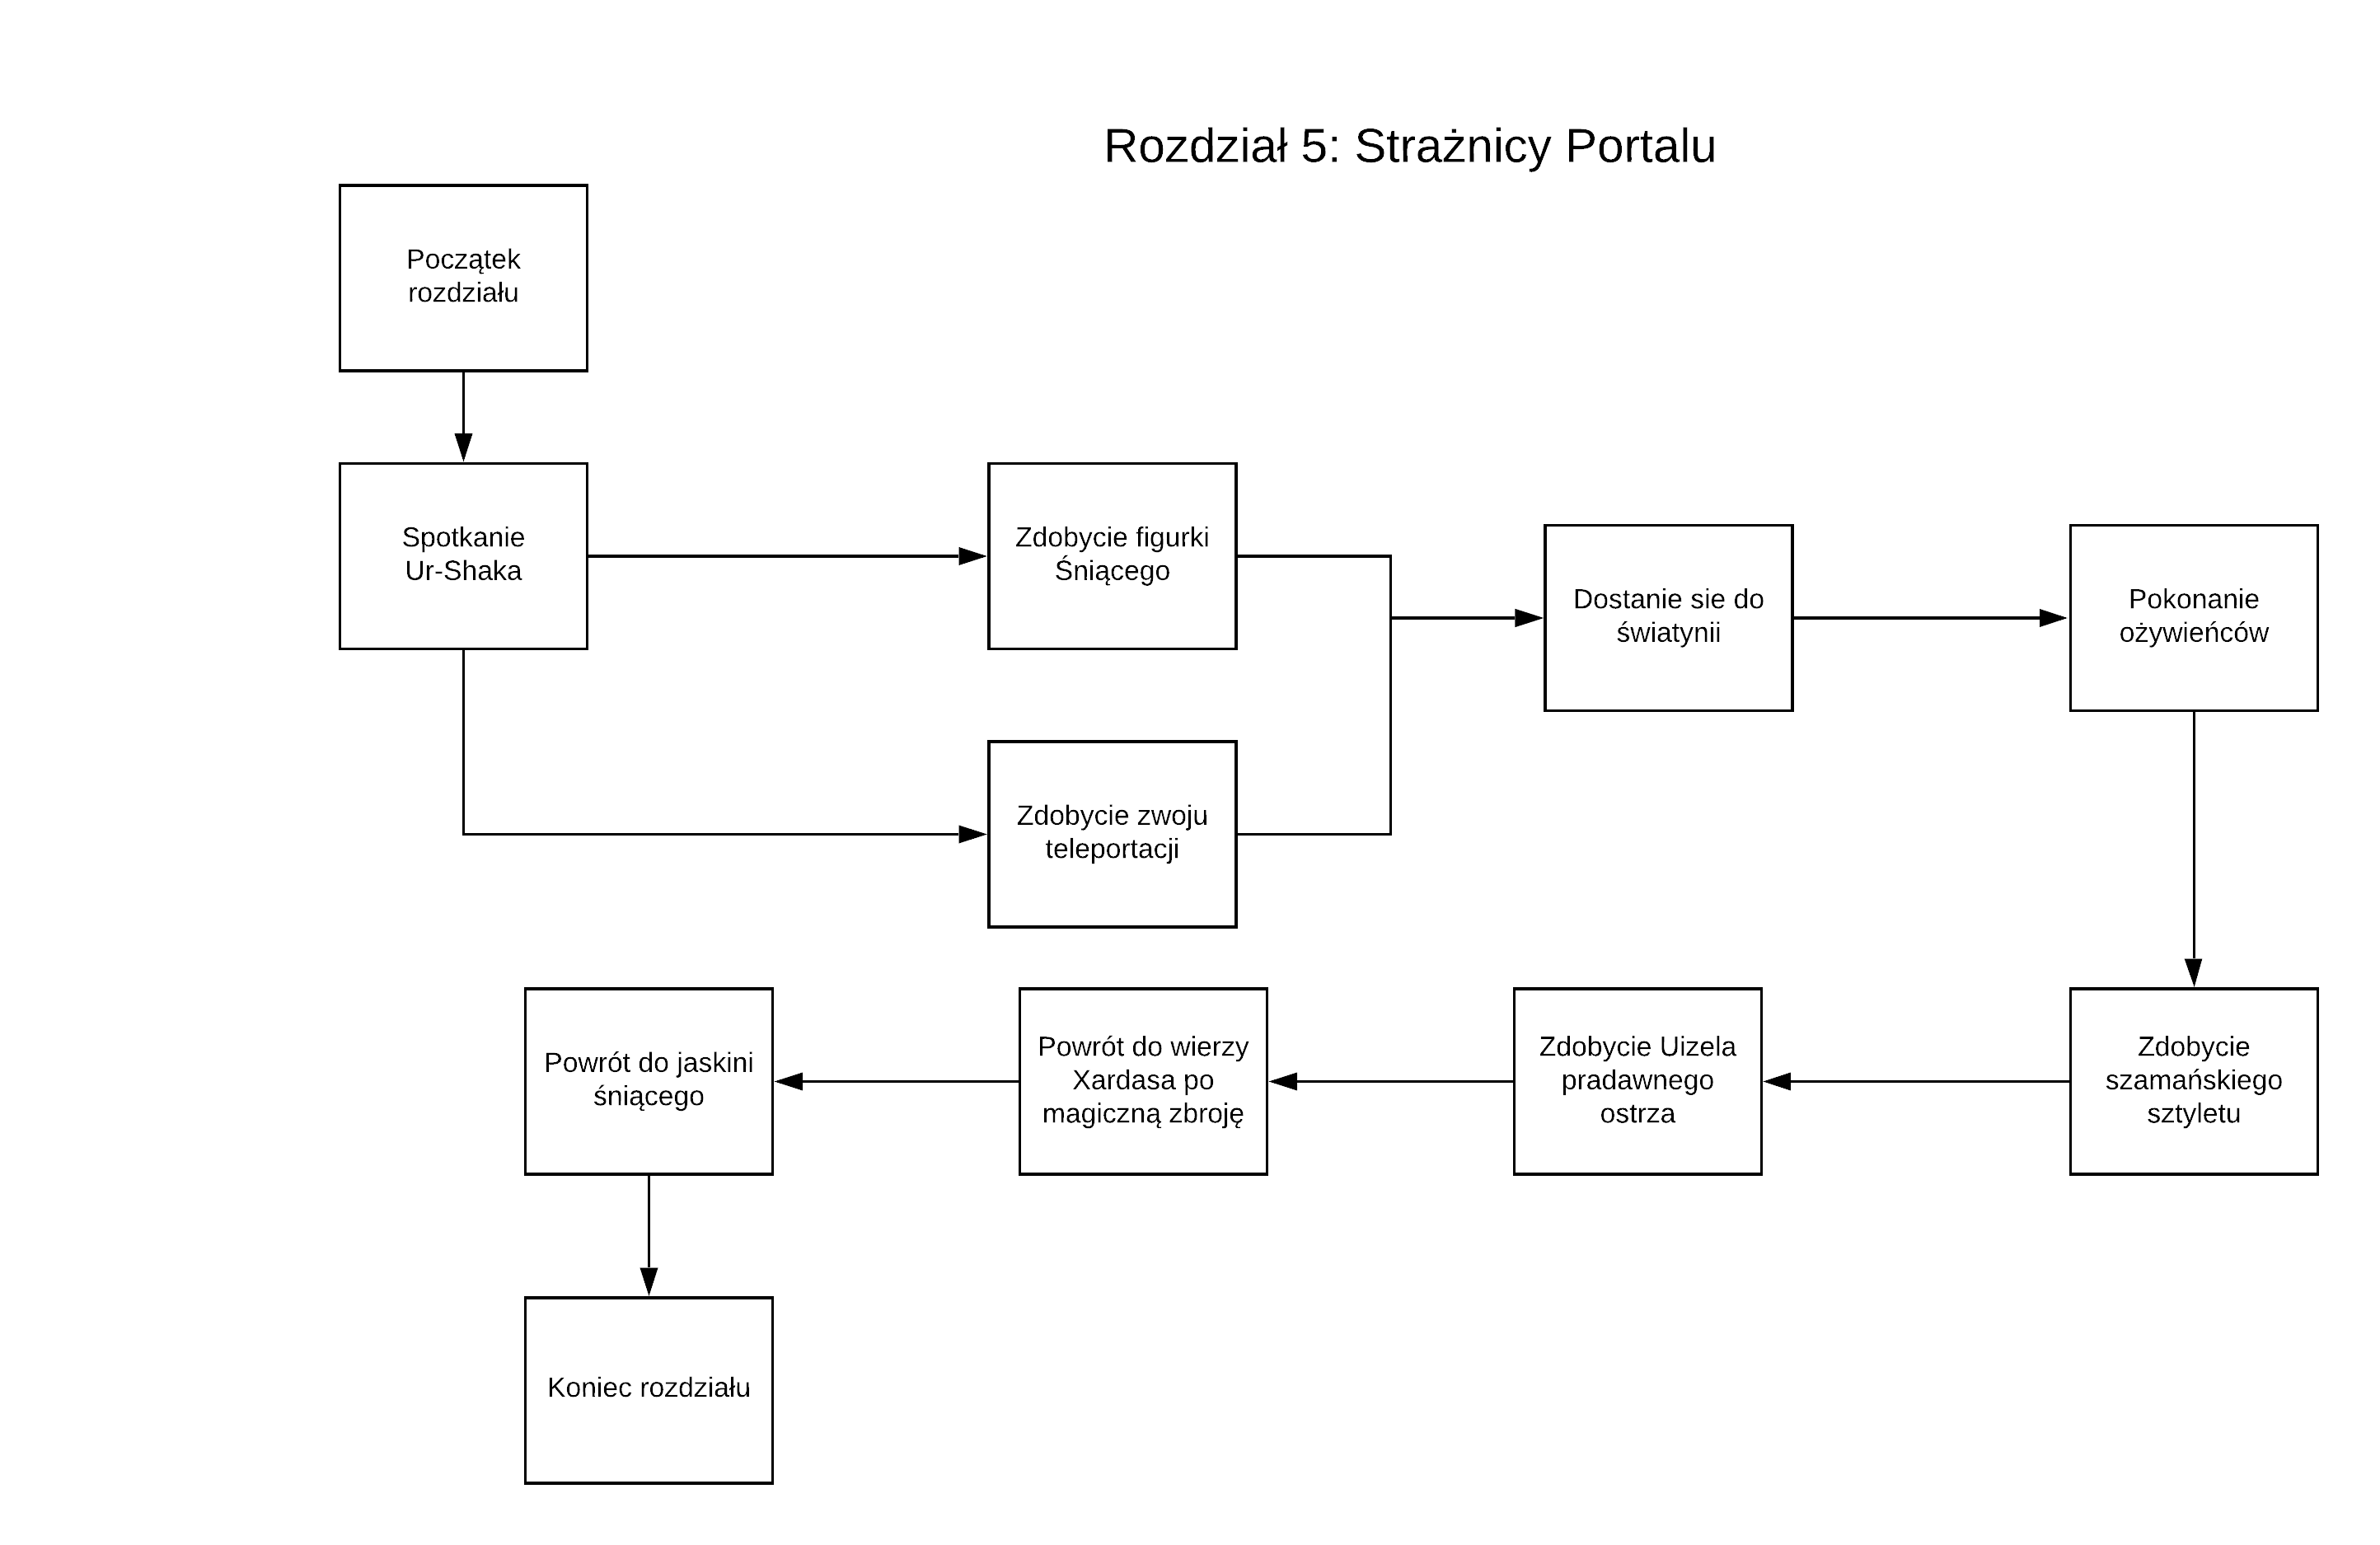 Rozdział 5: Strażnicy Portalu
Początek
rozdziału
Spotkanie
Ur-Shaka
Zdobycie figurki
Śniącego
Dostanie sie do
świątynii
Pokonanie
ożywieńców
Zdobycie zwoju
teleportacji
Powrót do jaskini
śniącego
Powrót do wierzy
Xardasa po
magiczną zbroję
Zdobycie Uizela
pradawnego
ostrza
Zdobycie
szamańskiego
sztyletu
Koniec rozdziału